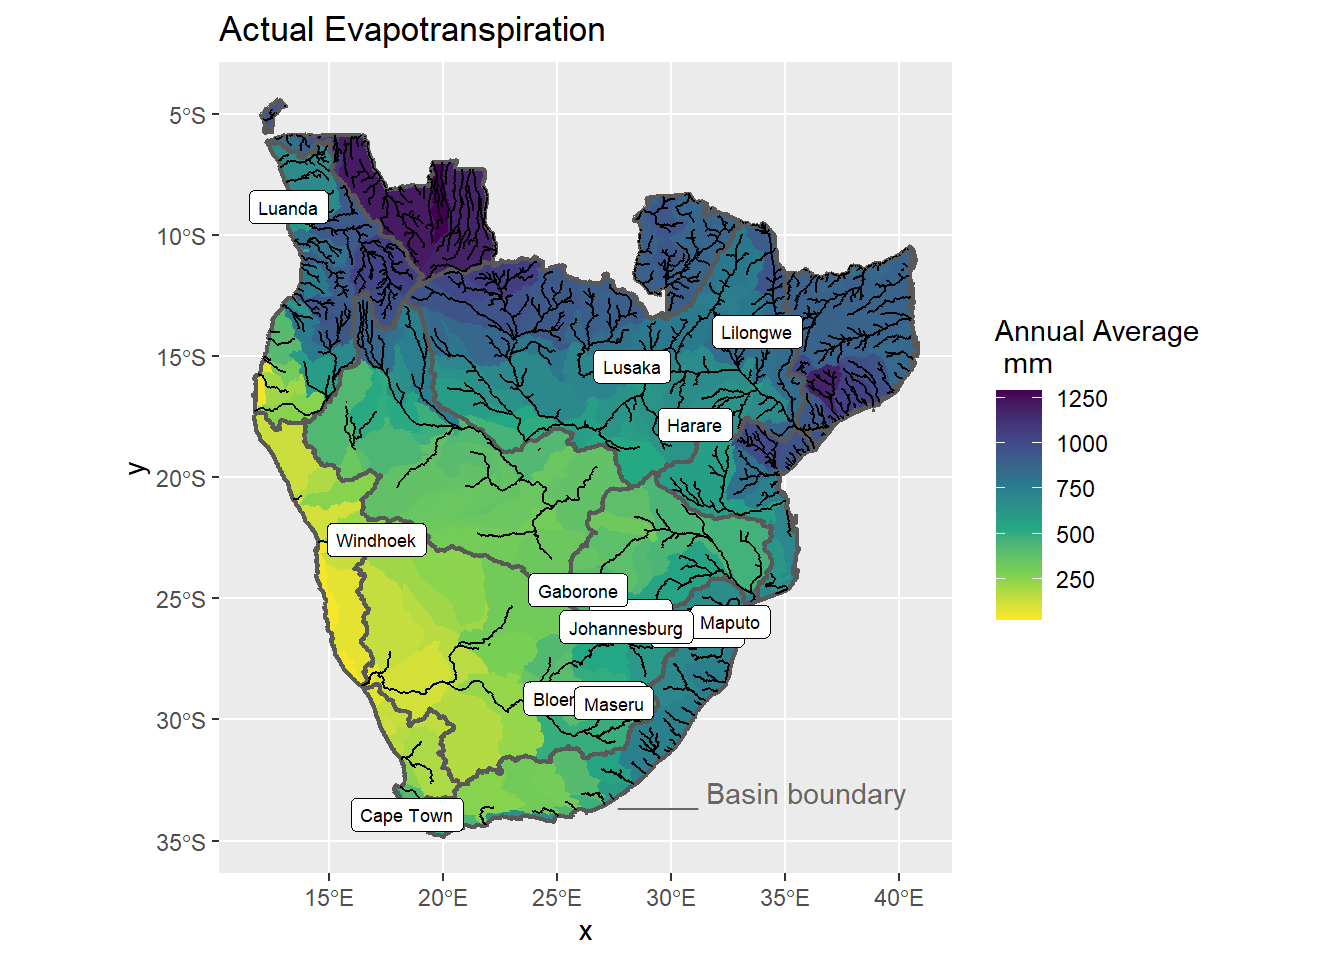 Actual Evapotranspiration
5°S
10°S
15°S
20°S
25°S
30°S
35°S
y
Luanda
Lilongwe
Lusaka
Harare
Windhoek
Gaborone
Johannesburg
Maputo
Maseru
Cape Town
Basin boundary
15°E
20°E
25°E
30°E
35°E
40°E
x
Annual Average
mm
1250
1000
750
500
250